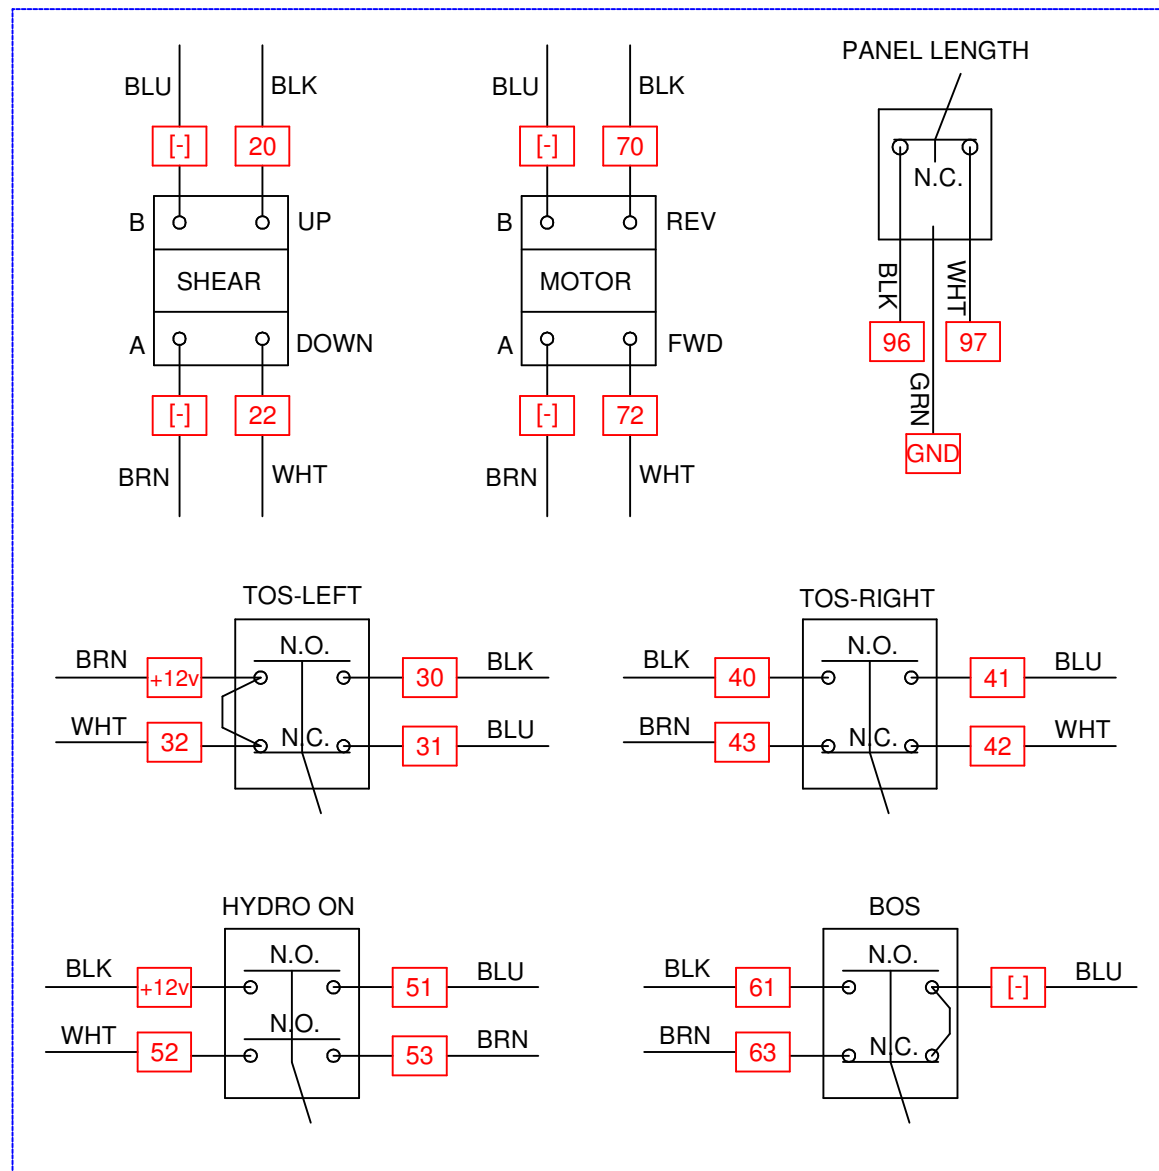 PANEL LENGTH
BLU BLK
[-] 20
B UP
SHEAR
A DOWN
[-] 22
BRN WHT
BLU BLK
[-] 70
B REV
MOTOR
A FWD
[-] 72
BRN WHT
N.C.
BLK WHT
96 97
GRN
GND
TOS-LEFT
BRN +12v N.O. 30 BLK
WHT 32 N.C. 31 BLU
TOS-RIGHT
BLK 40 N.O. 41 BLU
BRN 43 N.C. 42 WHT
HYDRO ON
BLK +12v N.O. 51 BLU
WHT 52 N.O. 53 BRN
BOS
BLK 61 N.O. [-] BLU
BRN 63 N.C.